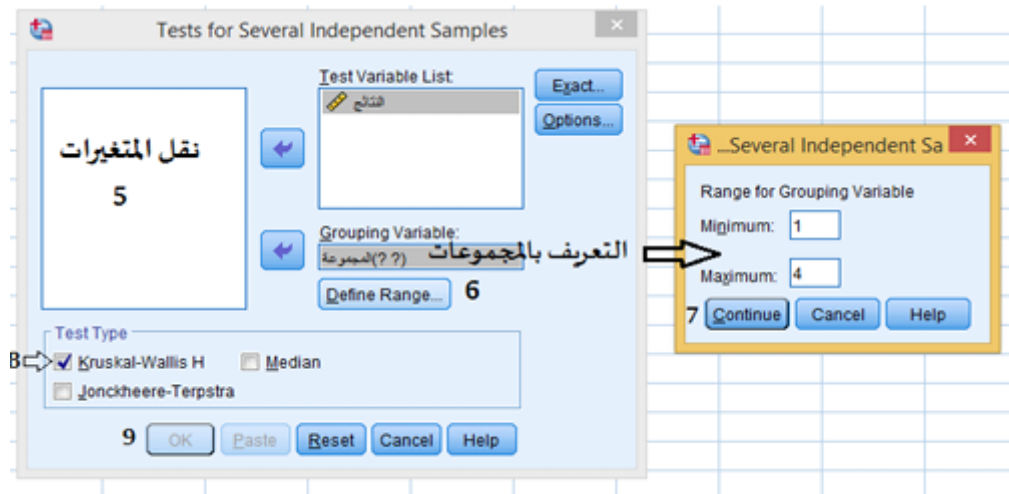 Tests for Several Independent Samples
Test Variable List:
النتائج
Exact...
Options...
نقل المتغيرات
5
Grouping Variable:
المجموعة(? ?)
التعريف بالمجموعات
Define Range...
6
Test Type
8
Kruskal-Wallis H
Median
Jonckheere-Terpstra
9
OK
Paste
Reset
Cancel
Help
...Several Independent Sa
Range for Grouping Variable
Minimum:
1
Maximum:
4
7
Continue
Cancel
Help